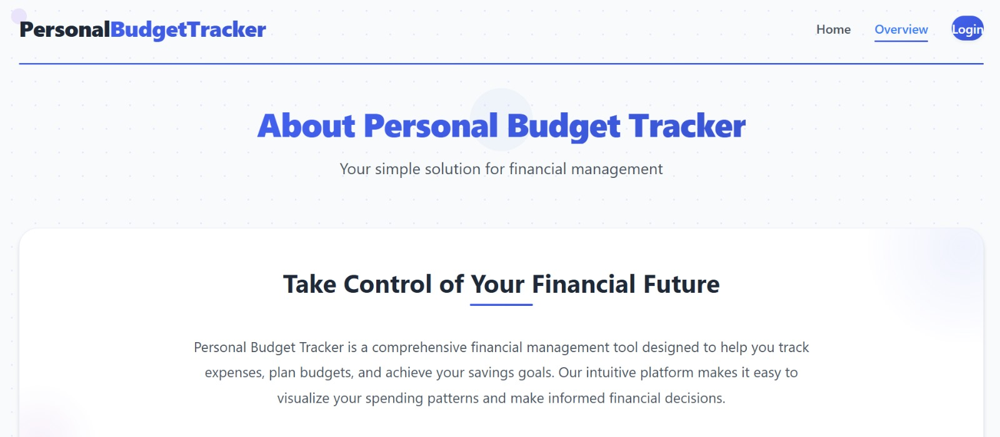 PersonalBudgetTracker
Home Overview Login
About Personal Budget Tracker
Your simple solution for financial management
Take Control of Your Financial Future
Personal Budget Tracker is a comprehensive financial management tool designed to help you track
expenses, plan budgets, and achieve your savings goals. Our intuitive platform makes it easy to
visualize your spending patterns and make informed financial decisions.